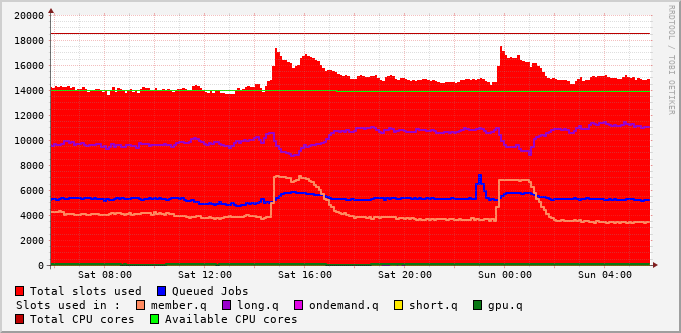 20000
18000
16000
14000
12000
10000
8000
6000
4000
2000
0
Sat 08:00 Sat 12:00 Sat 16:00 Sat 20:00 Sun 00:00 Sun 04:00
Total slots used Queued Jobs
Slots used in : member.q long.q ondemand.q short.q gpu.q
Total CPU cores Available CPU cores
RRDTOOL / TOBI OETIKER